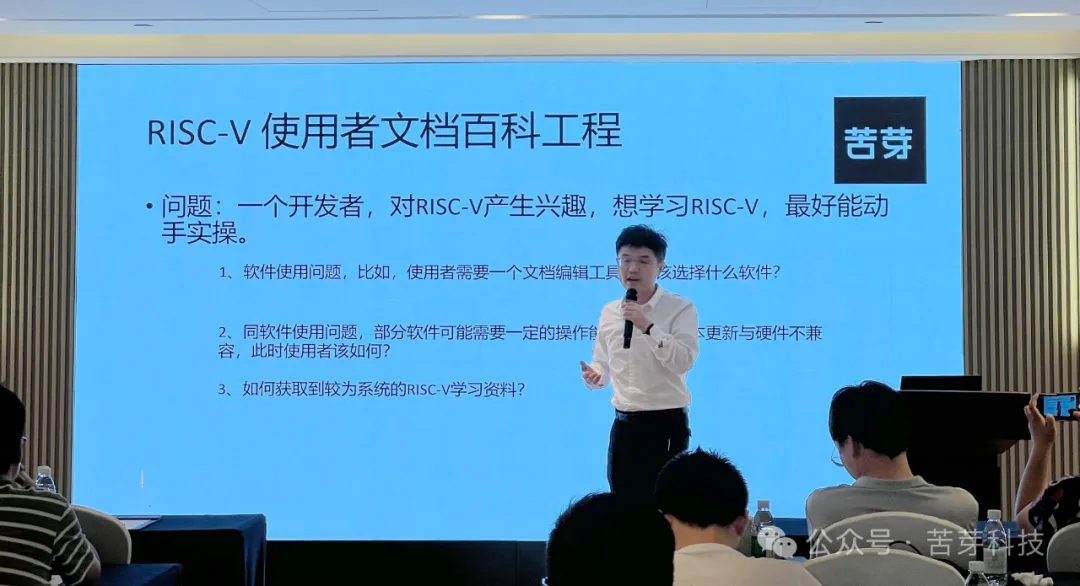 RISC-V 使用者文档百科工程
苦芽
• 问题：一个开发者，对RISC-V产生兴趣，想学习RISC-V，最好能动
手实操。
1、软件使用问题，比如，使用者需要一个文档编辑工具 该选择什么软件？
2、同软件使用问题，部分软件可能需要一定的操作能 本更新与硬件不兼
容，此时使用者该如何？
3、如何获取到较为系统的RISC-V学习资料？
公众号 · 苦芽科技